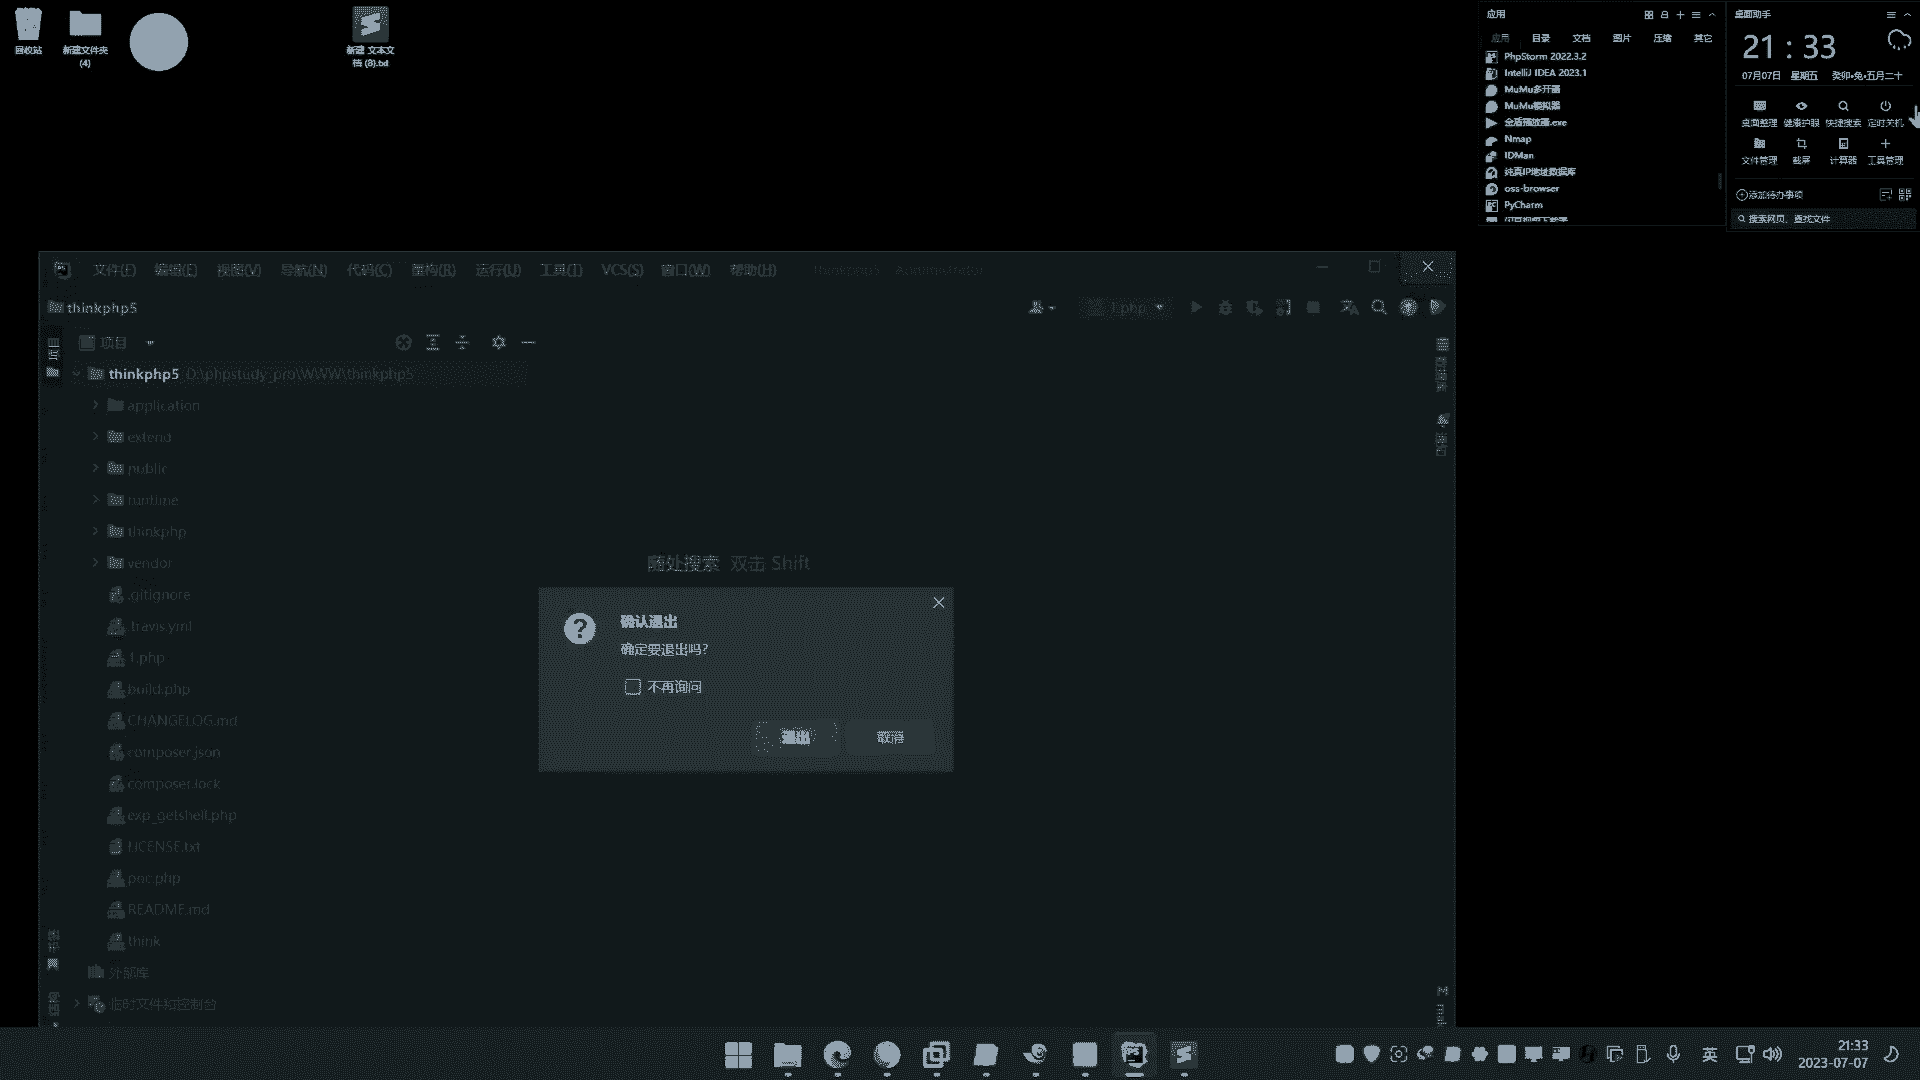 回收站
新建文件夹
(4)
新建 文本文
档 (8).txt
应用
应用 目录 文档 图片 压缩 其它
PhpStorm 2022.3.2
IntelliJ IDEA 2023.1
MuMu多开器
MuMu模拟器
Nmap
IDMan
纯真IP地址数据库
oss-browser
PyCharm
桌面助手
21 : 33
07月07日 星期五 癸卯•兔•五月二十
桌面整理 健康护眼 快捷搜索 定时关机
文件管理 截屏 计算器 工具管理
添加待办事项
搜索网页、查找文件
文件(F) 编辑(E) 视图(V) 导航(N) 代码(C) 重构(R) 运行(U) 工具(T) VCS(S) 窗口(W) 帮助(H) thinkphp5 - Administrator
thinkphp5
1.php
项目
thinkphp5 D:\phpstudy_pro\WWW\thinkphp5
application
extend
public
runtime
thinkphp
vendor
.gitignore
.travis.yml
1.php
build.php
CHANGELOG.md
composer.json
composer.lock
exp_getshell.php
LICENSE.txt
poc.php
README.md
think
外部库
临时文件和控制台
随处搜索 双击 Shift
确认退出
确定要退出吗?
不再询问
退出 取消
英
21:33
2023-07-07